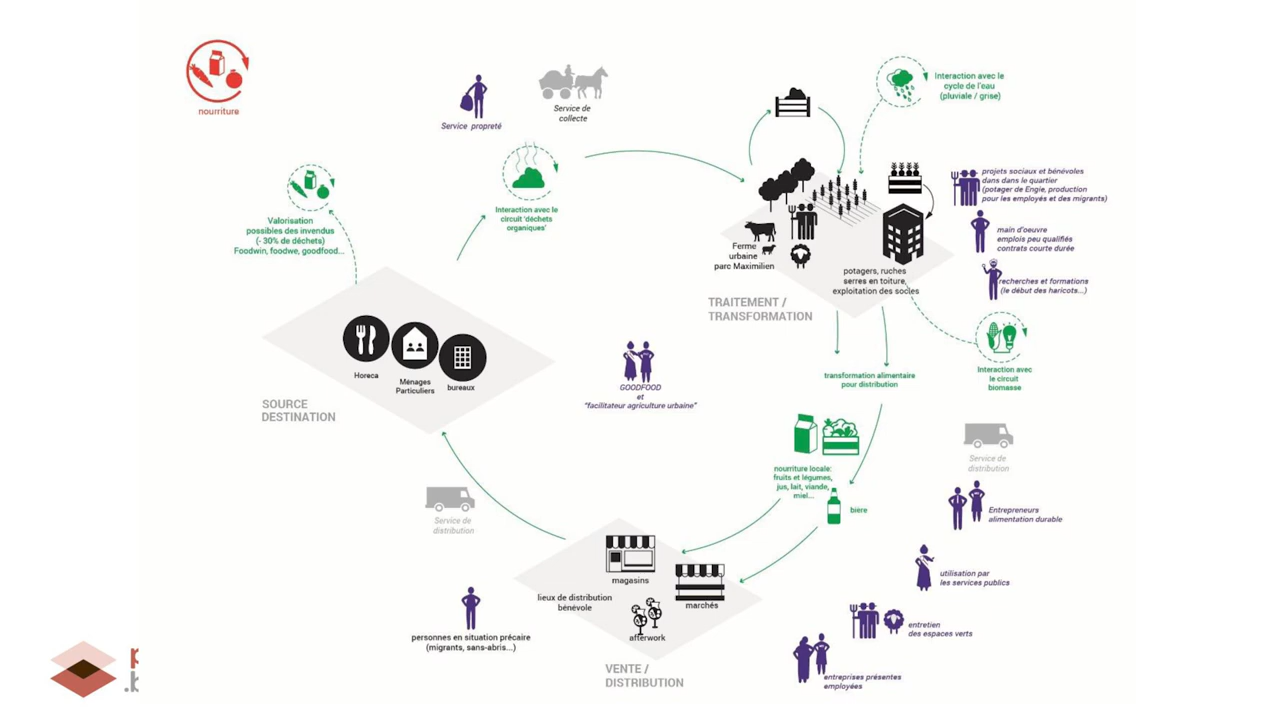 nourriture
Service propreté
Service de
collecte
Interaction avec le
cycle de l'eau
(pluviale / grise)
Valorisation
possibles des invendus
(- 30% de déchets)
Foodwin, foodwe, goodfood...
Interaction avec le
circuit 'déchets
organiques'
projets sociaux et bénévoles
dans dans le quartier
(potager de Engie, production
pour les employés et des migrants)
main d'oeuvre
emplois peu qualifiés
contrats courte durée
recherches et formations
(le début des haricots...)
Ferme
urbaine
parc Maximilien
potagers, ruches
serres en toiture,
exploitation des socles
TRAITEMENT /
TRANSFORMATION
Horeca
Ménages
Particuliers
bureaux
SOURCE
DESTINATION
GOODFOOD
et
"facilitateur agriculture urbaine"
transformation alimentaire
pour distribution
Interaction avec
le circuit
biomasse
nourriture locale:
fruits et légumes,
jus, lait, viande,
miel...
bière
Service de
distribution
Service de
distribution
Entrepreneurs
alimentation durable
utilisation par
les services publics
entretien
des espaces verts
entreprises présentes
employées
magasins
lieux de distribution
bénévole
marchés
afterwork
personnes en situation précaire
(migrants, sans-abris...)
VENTE /
DISTRIBUTION